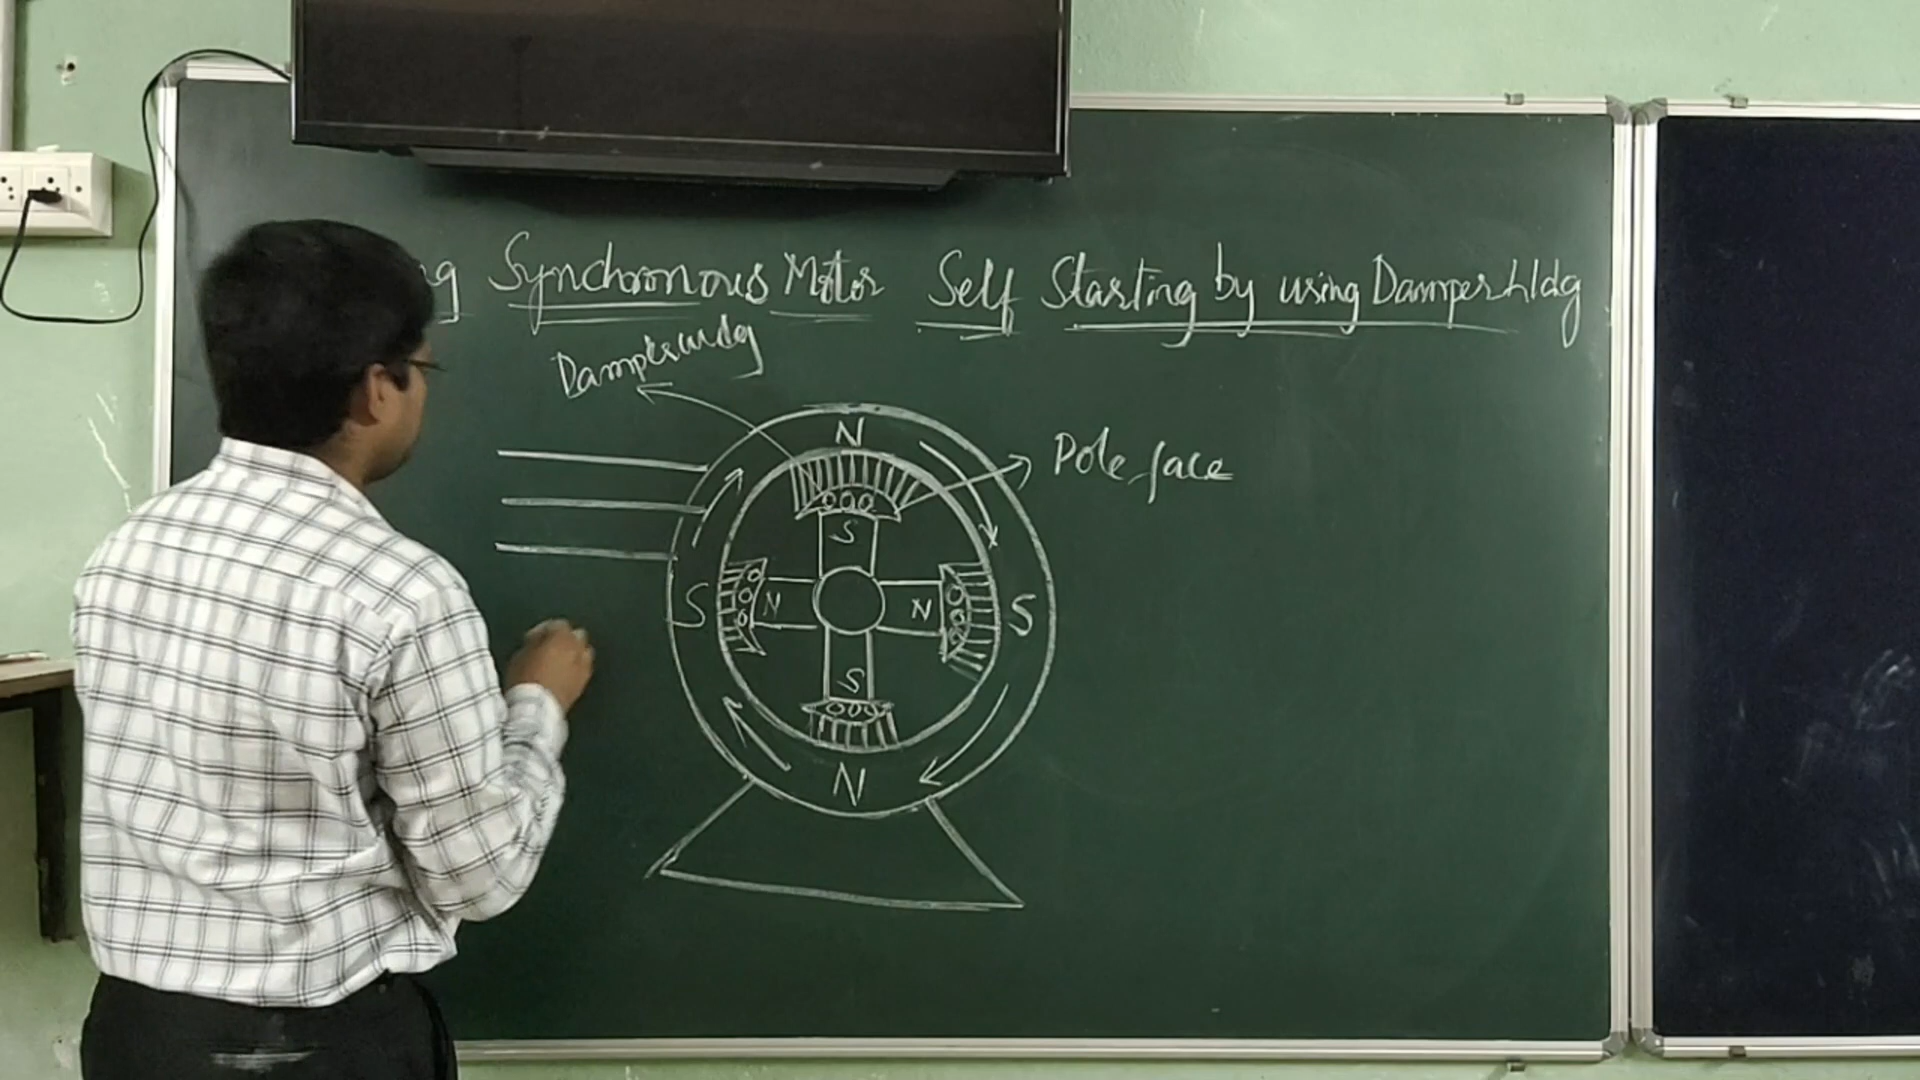 Synchronous Motor Self Starting by using Damper Wdg
Damper wdg
N
Pole face
S
S N N S
S
N